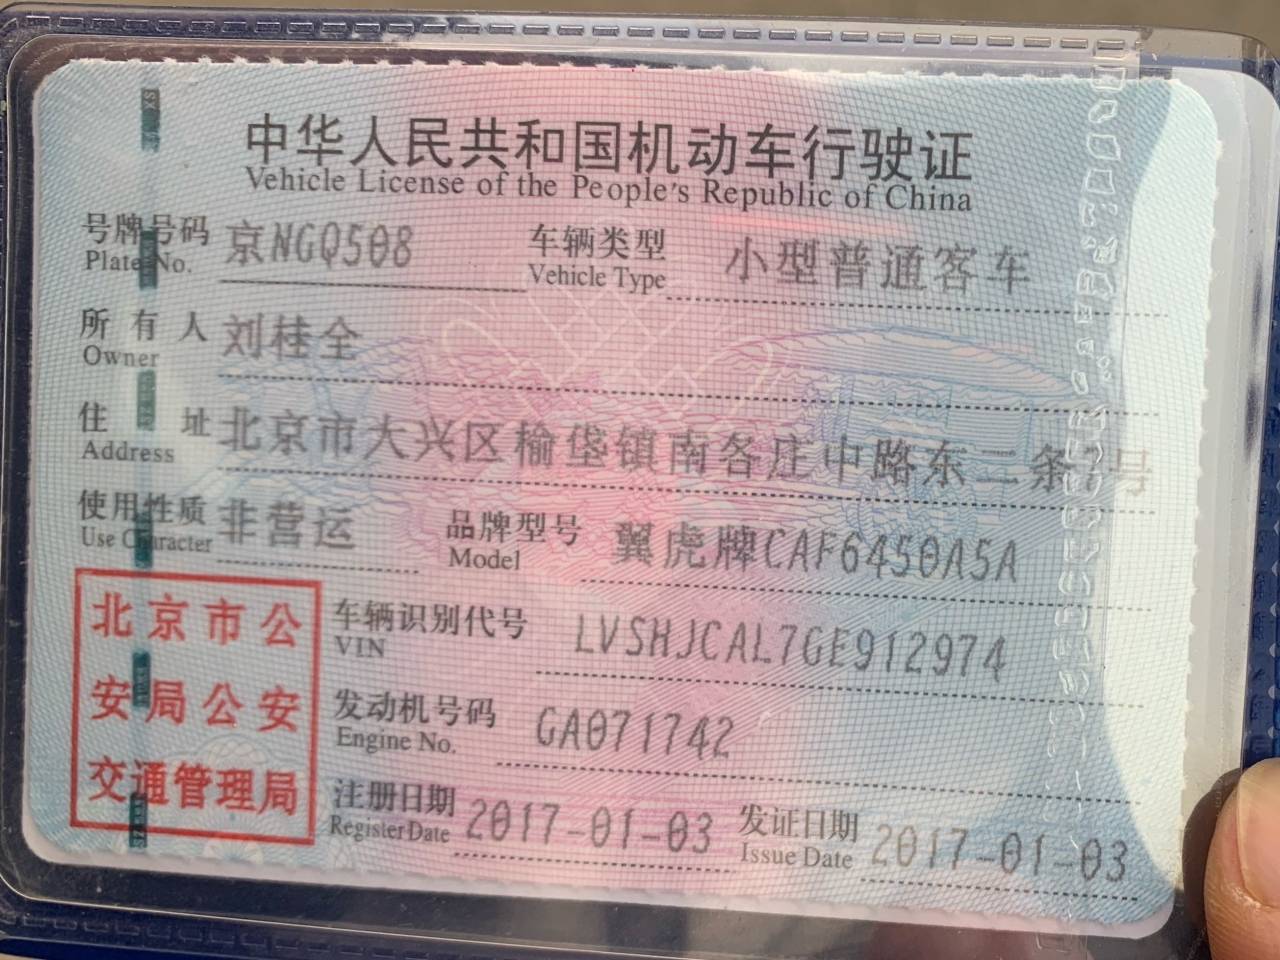 中华人民共和国机动车行驶证
Vehicle License of the People's Republic of China
号牌号码 京NGQ508 车辆类型 小型普通客车
Plate No. Vehicle Type
所有人 刘桂全
Owner
住址 北京市大兴区榆垡镇南各庄中路东二条7号
Address
使用性质 非营运 品牌型号 翼虎牌CAF6450A5A
Use Character Model
北京市公
安局公安
交通管理局
车辆识别代号 LVSHJCAL7GE912974
VIN
发动机号码 GA071742
Engine No.
注册日期 2017-01-03 发证日期 2017-01-03
Register Date Issue Date